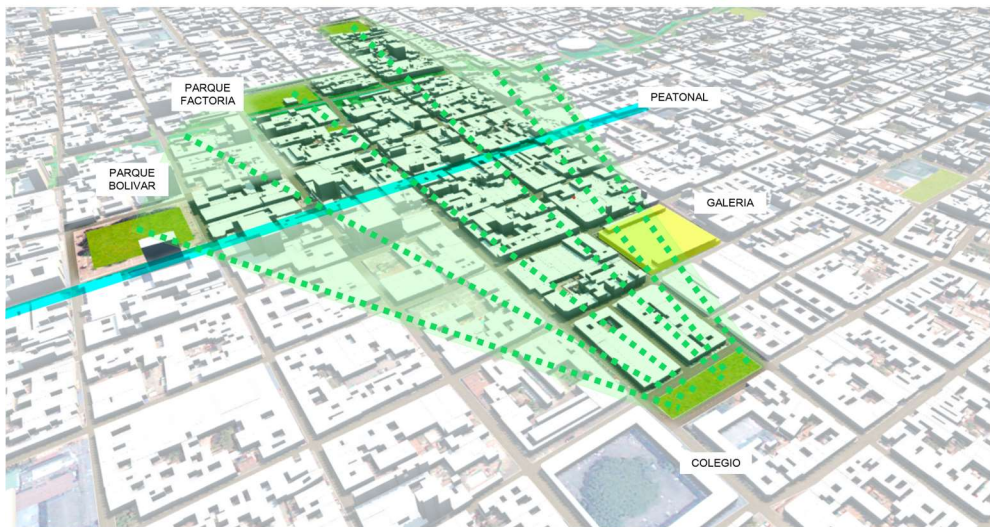 PARQUE
FACTORIA
PEATONAL
PARQUE
BOLIVAR
GALERIA
COLEGIO